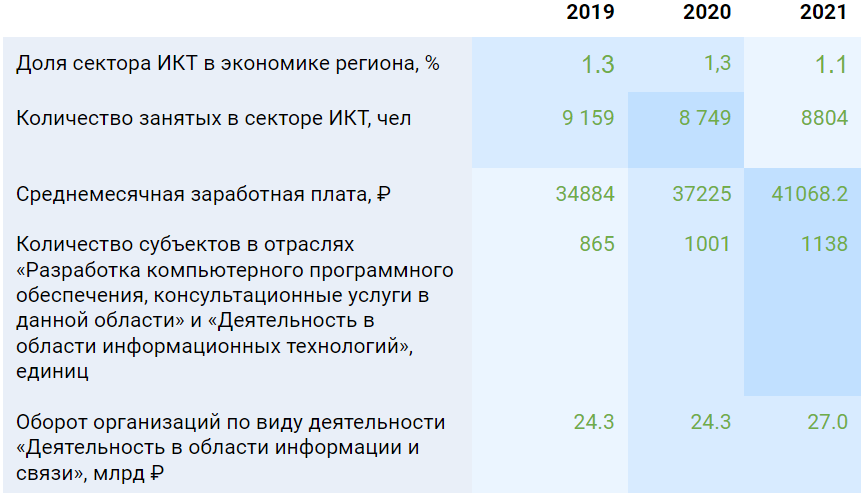 2019 2020 2021
Доля сектора ИКТ в экономике региона, % 1.3 1,3 1.1
Количество занятых в секторе ИКТ, чел 9 159 8 749 8804
Среднемесячная заработная плата, ₽ 34884 37225 41068.2
Количество субъектов в отраслях 865 1001 1138
«Разработка компьютерного программного
обеспечения, консультационные услуги в
данной области» и «Деятельность в
области информационных технологий»,
единиц
Оборот организаций по виду деятельности 24.3 24.3 27.0
«Деятельность в области информации и
связи», млрд ₽